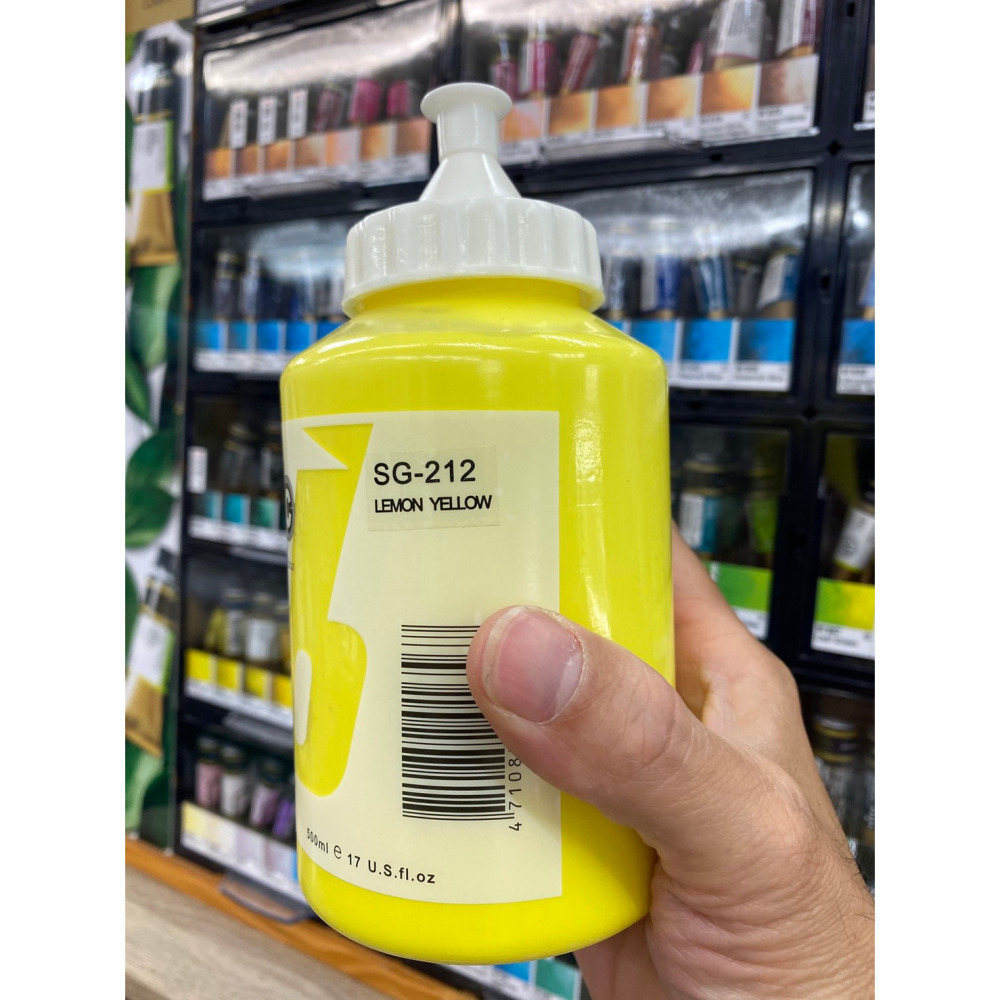 SG-212
LEMON YELLOW
47108
500ml ℮ 17 U.S.fl.oz